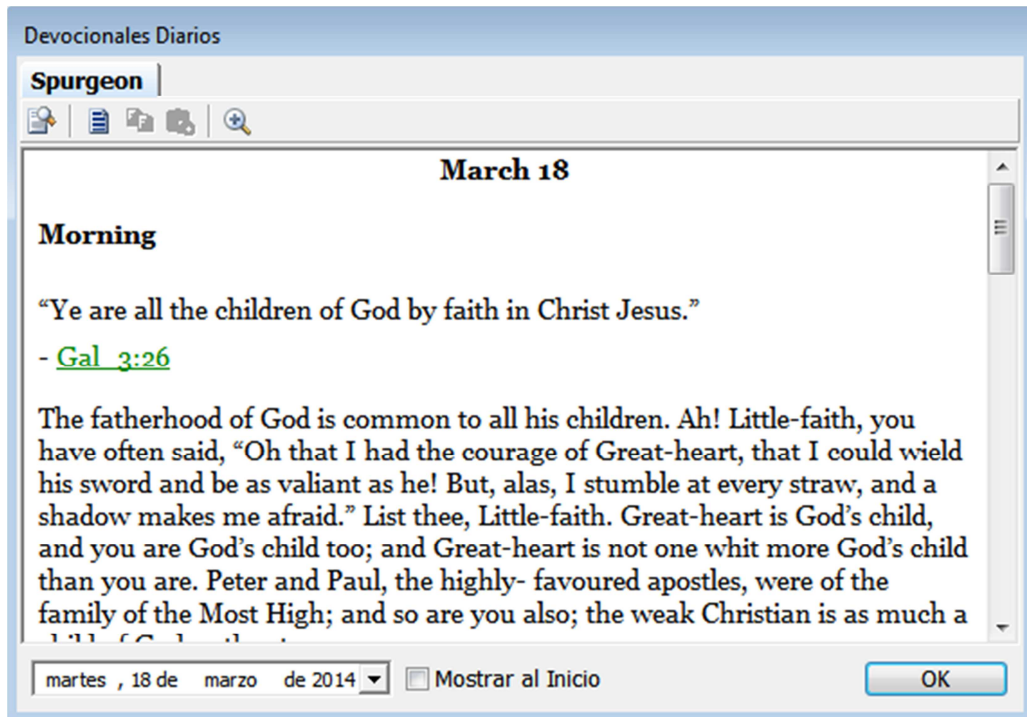 Devocionales Diarios
Spurgeon
March 18
Morning
“Ye are all the children of God by faith in Christ Jesus.”
- Gal 3:26
The fatherhood of God is common to all his children. Ah! Little-faith, you
have often said, “Oh that I had the courage of Great-heart, that I could wield
his sword and be as valiant as he! But, alas, I stumble at every straw, and a
shadow makes me afraid.” List thee, Little-faith. Great-heart is God’s child,
and you are God’s child too; and Great-heart is not one whit more God’s child
than you are. Peter and Paul, the highly- favoured apostles, were of the
family of the Most High; and so are you also; the weak Christian is as much a
martes , 18 de marzo de 2014
Mostrar al Inicio
OK